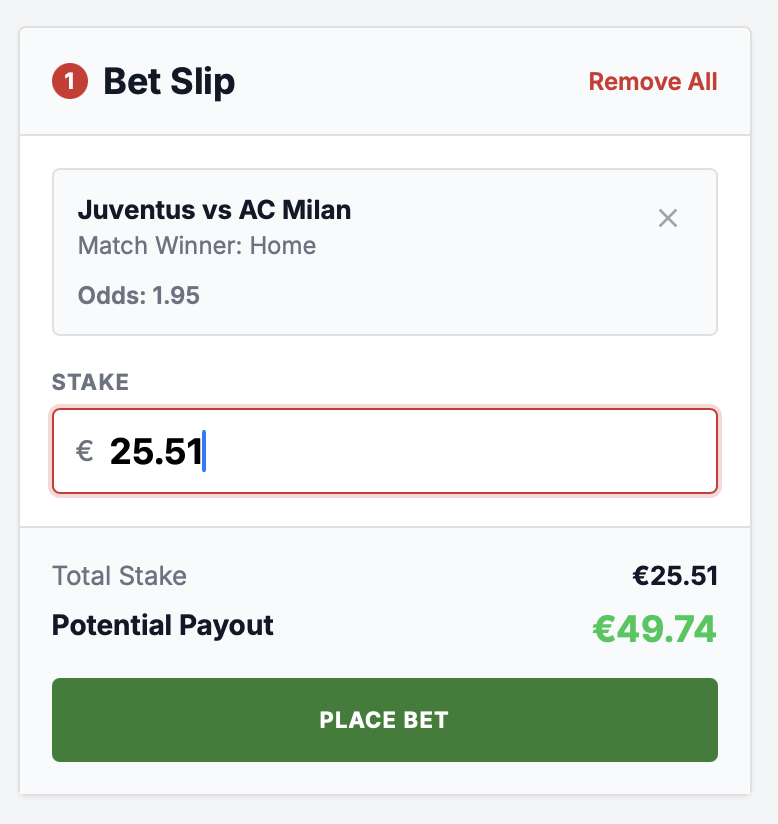 1 Bet Slip Remove All
Juventus vs AC Milan
Match Winner: Home
Odds: 1.95
STAKE
€ 25.51
Total Stake €25.51
Potential Payout €49.74
PLACE BET